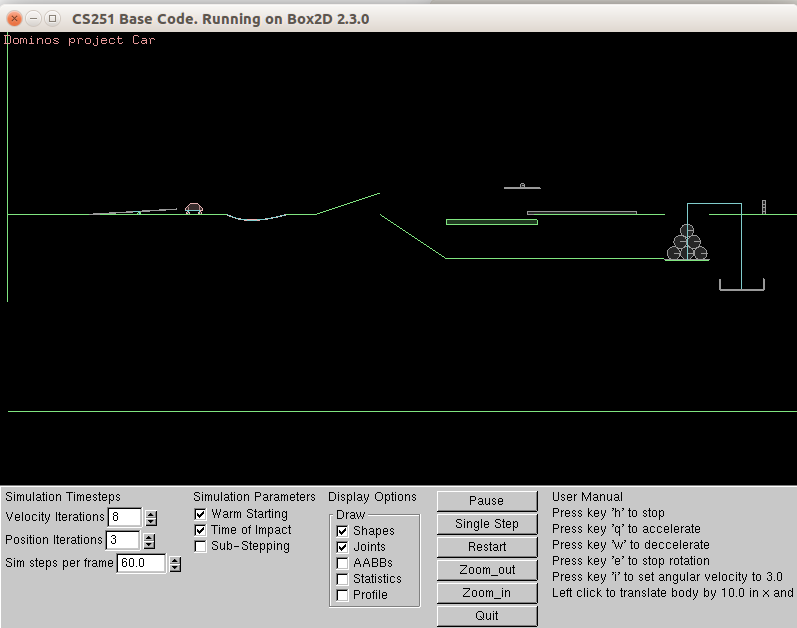 CS251 Base Code. Running on Box2D 2.3.0
Dominos project Car
Simulation Timesteps
Velocity Iterations 8
Position Iterations 3
Sim steps per frame 60.0
Simulation Parameters
Warm Starting
Time of Impact
Sub-Stepping
Display Options
Draw
Shapes
Joints
AABBs
Statistics
Profile
Pause
Single Step
Restart
Zoom_out
Zoom_in
Quit
User Manual
Press key 'h' to stop
Press key 'q' to accelerate
Press key 'w' to deccelerate
Press key 'e' to stop rotation
Press key 'i' to set angular velocity to 3.0
Left click to translate body by 10.0 in x and